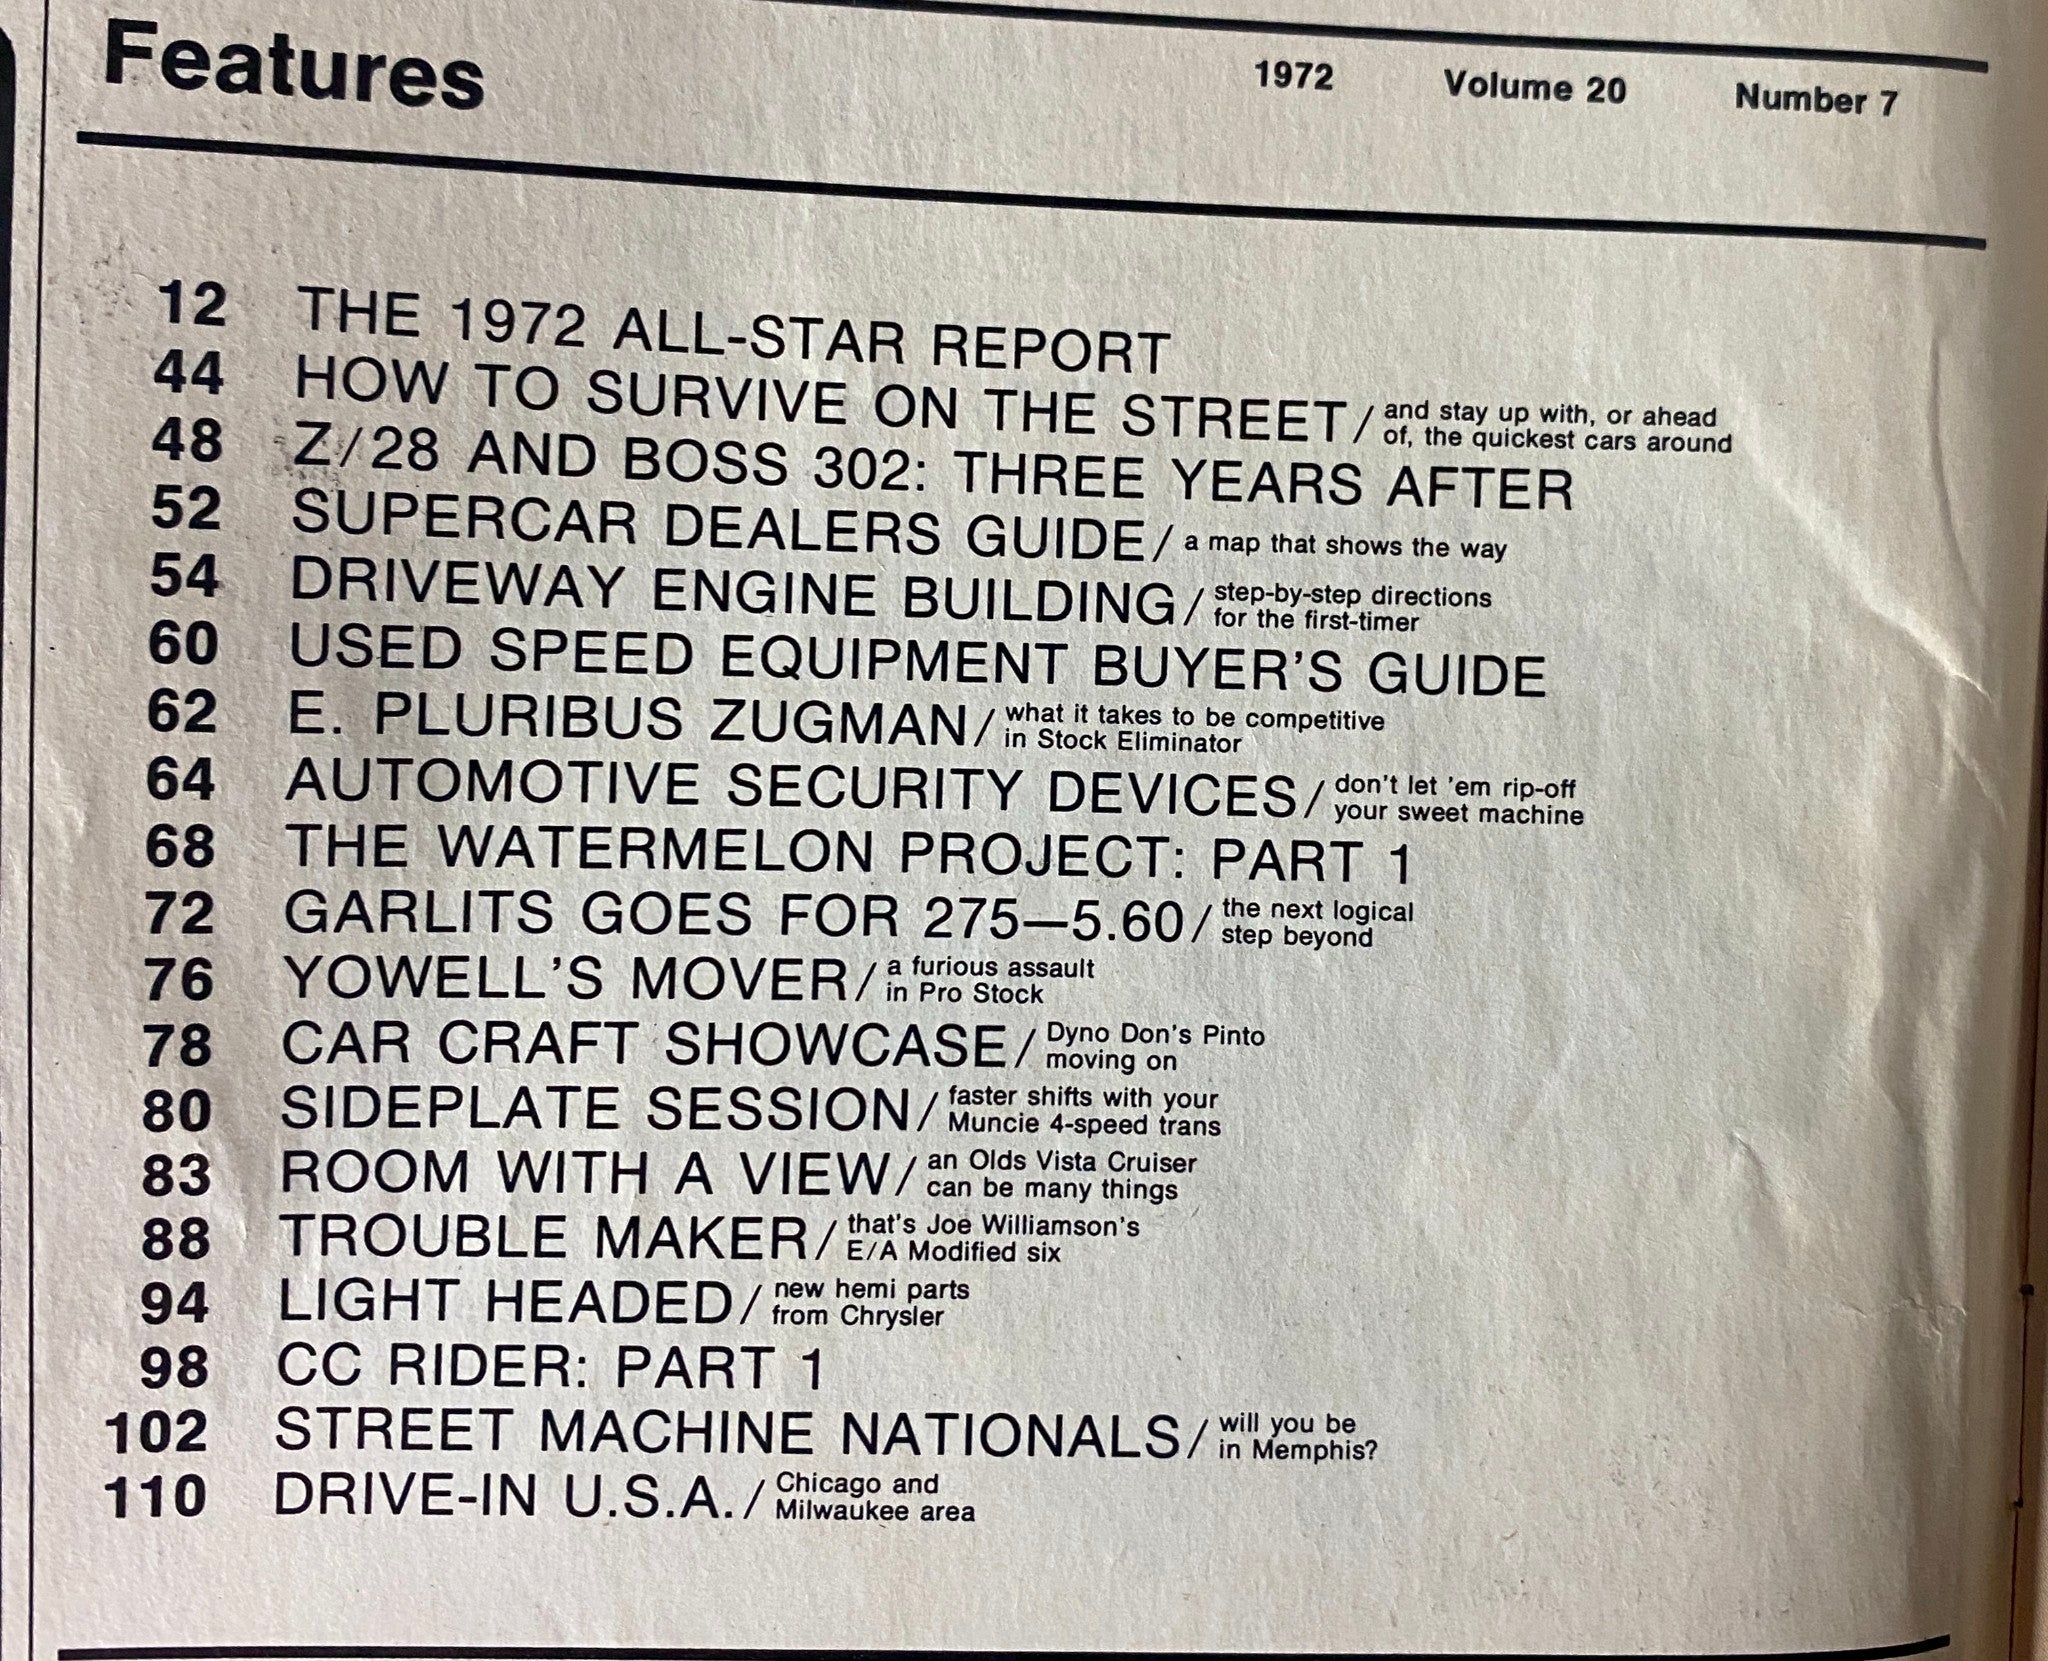 Features
1972 Volume 20 Number 7
12 THE 1972 ALL-STAR REPORT
44 HOW TO SURVIVE ON THE STREET/ and stay up with, or ahead
of, the quickest cars around
48 Z/28 AND BOSS 302: THREE YEARS AFTER
52 SUPERCAR DEALERS GUIDE/ a map that shows the way
54 DRIVEWAY ENGINE BUILDING/ step-by-step directions
for the first-timer
60 USED SPEED EQUIPMENT BUYER'S GUIDE
62 E. PLURIBUS ZUGMAN/ what it takes to be competitive
in Stock Eliminator
64 AUTOMOTIVE SECURITY DEVICES/ don't let 'em rip-off
your sweet machine
68 THE WATERMELON PROJECT: PART 1
72 GARLITS GOES FOR 275—5.60/ the next logical
step beyond
76 YOWELL'S MOVER/ a furious assault
in Pro Stock
78 CAR CRAFT SHOWCASE/ Dyno Don's Pinto
moving on
80 SIDEPLATE SESSION/ faster shifts with your
Muncie 4-speed trans
83 ROOM WITH A VIEW/ an Olds Vista Cruiser
can be many things
88 TROUBLE MAKER/ that's Joe Williamson's
E/A Modified six
94 LIGHT HEADED/ new hemi parts
from Chrysler
98 CC RIDER: PART 1
102 STREET MACHINE NATIONALS/ will you be
in Memphis?
110 DRIVE-IN U.S.A./ Chicago and
Milwaukee area